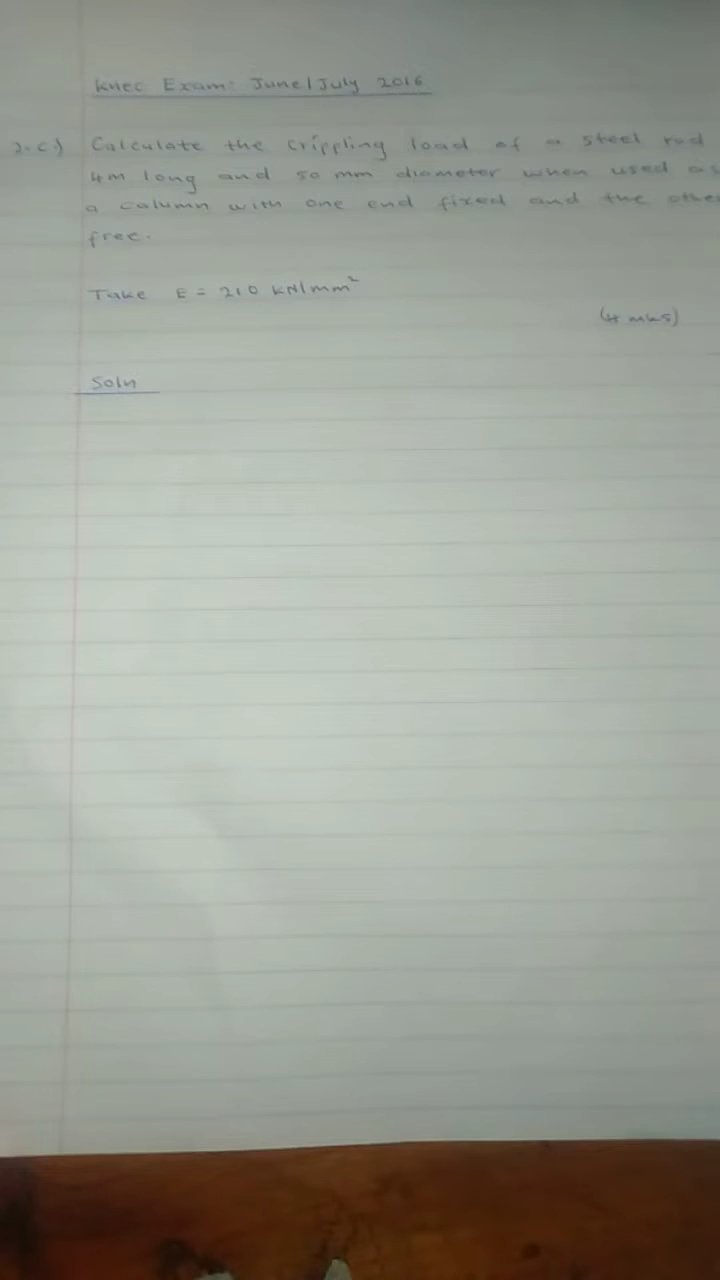 Knec Exam: June/July 2016
2.c) Calculate the crippling load of a steel rod
4m long and 50 mm diameter when used as
a column with one end fixed and the other
free.
Take E = 210 kN/mm²
(4 mks)
Soln